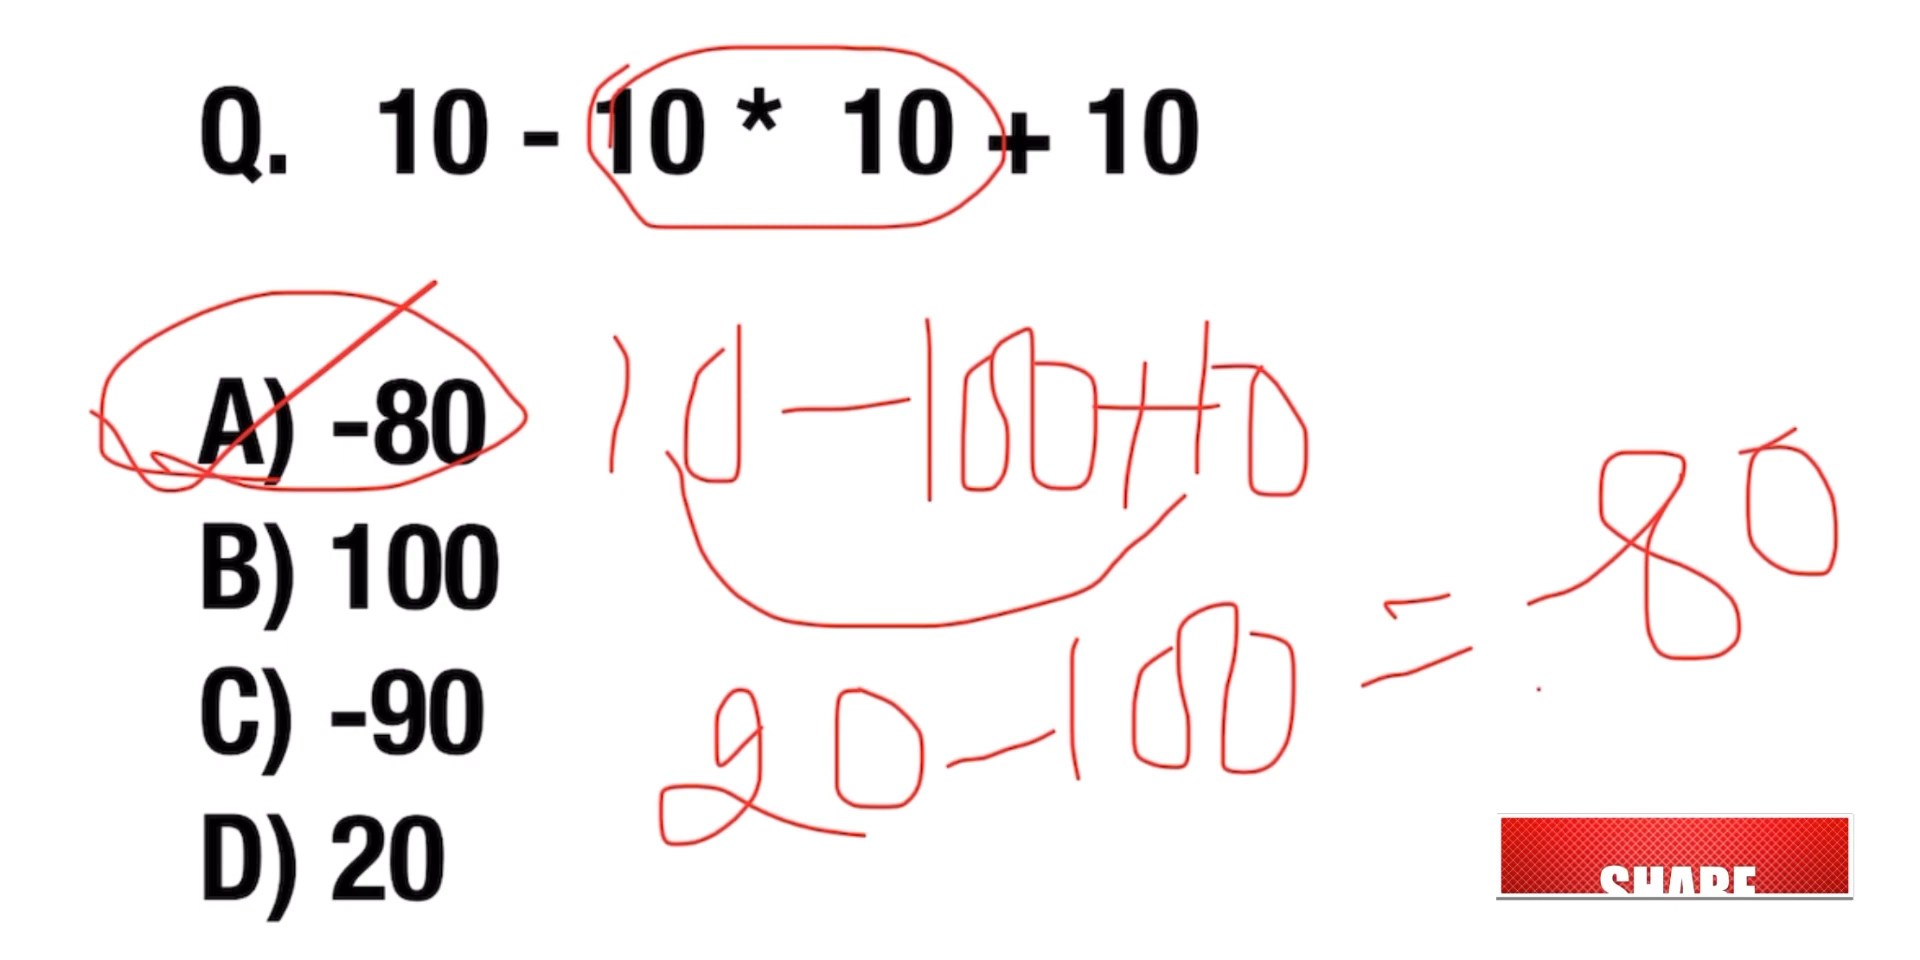 Q. 10 - 10 * 10 + 10
A) -80
10 - 100 + 10
B) 100
C) -90
20 - 100 = -80
D) 20
SHARE